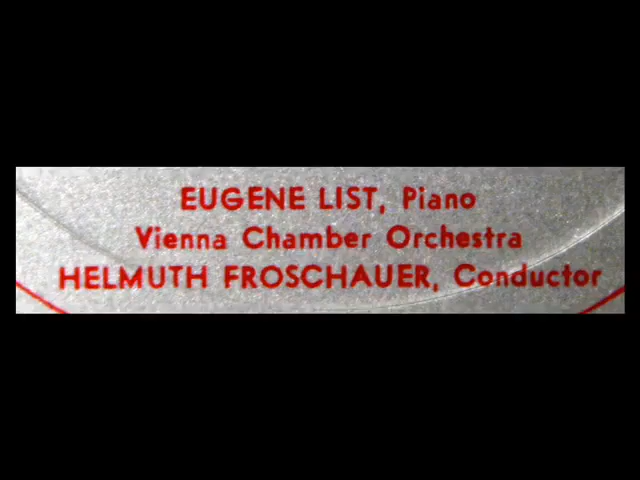 EUGENE LIST, Piano
Vienna Chamber Orchestra
HELMUTH FROSCHAUER, Conductor